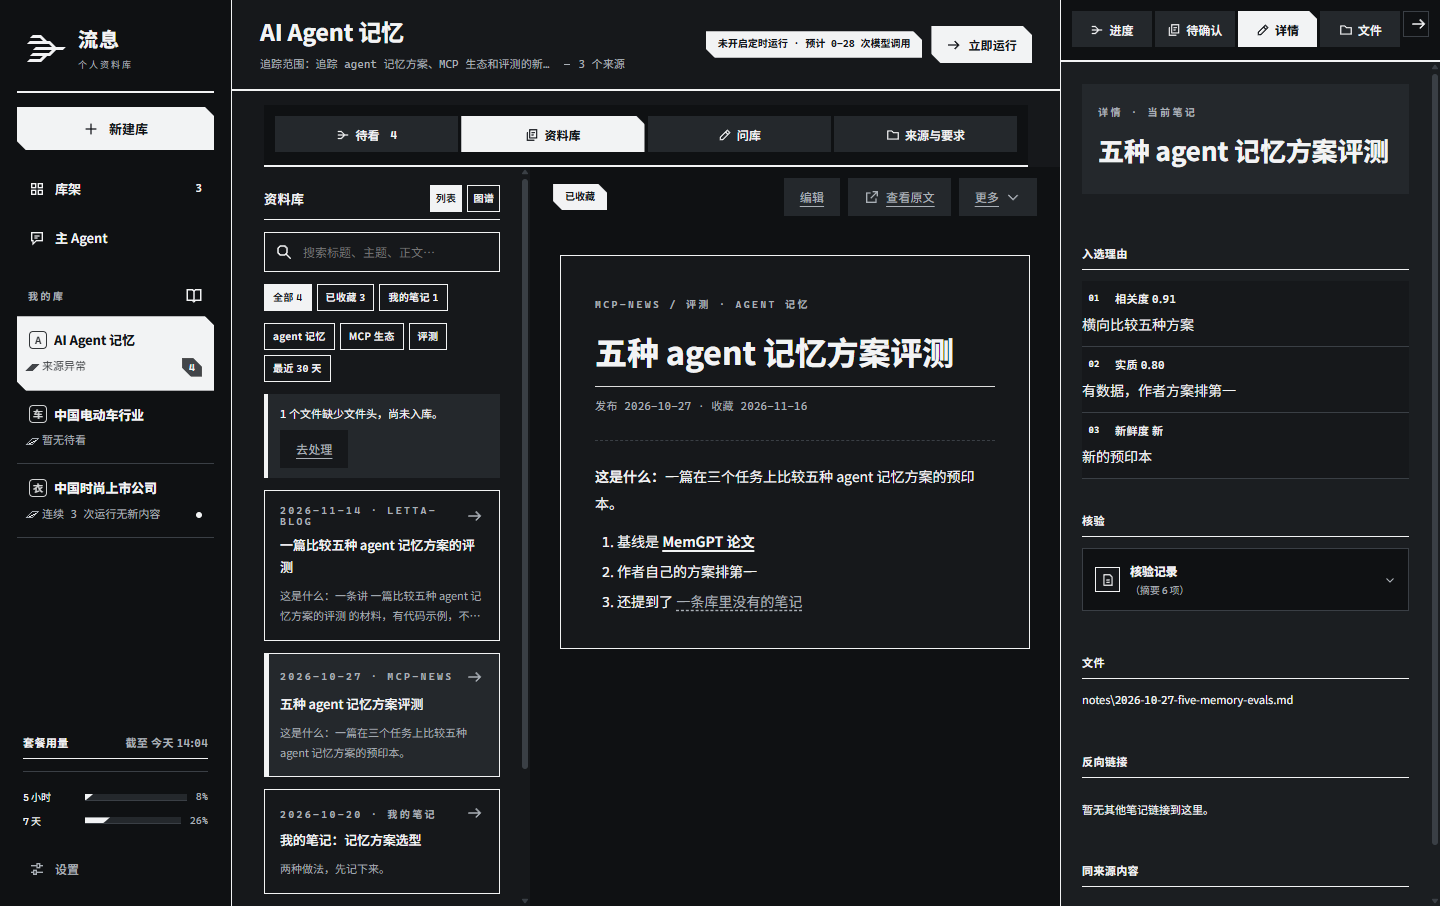 流息
个人资料库
新建库
库架 3
主 Agent
我的库
A AI Agent 记忆
来源异常 4
车 中国电动车行业
暂无待看
衣 中国时尚上市公司
连续 3 次运行无新内容
套餐用量 截至 今天 14:04
5 小时 8%
7 天 26%
设置
AI Agent 记忆
追踪范围：追踪 agent 记忆方案、MCP 生态和评测的新… — 3 个来源
未开启定时运行 · 预计 0–28 次模型调用
立即运行
待看 4
资料库
问库
来源与要求
资料库
列表 图谱
搜索标题、主题、正文…
全部 4 已收藏 3 我的笔记 1
agent 记忆 MCP 生态 评测
最近 30 天
1 个文件缺少文件头，尚未入库。
去处理
2026-11-14 · LETTA-
BLOG
一篇比较五种 agent 记忆方案的评
测
这是什么：一条讲 一篇比较五种 agent 记
忆方案的评测 的材料，有代码示例，不…
2026-10-27 · MCP-NEWS
五种 agent 记忆方案评测
这是什么：一篇在三个任务上比较五种
agent 记忆方案的预印本。
2026-10-20 · 我的笔记
我的笔记：记忆方案选型
两种做法，先记下来。
已收藏
编辑
查看原文
更多
MCP-NEWS / 评测 · AGENT 记忆
五种 agent 记忆方案评测
发布 2026-10-27 · 收藏 2026-11-16
这是什么：一篇在三个任务上比较五种 agent 记忆方案的预印
本。
1. 基线是 MemGPT 论文
2. 作者自己的方案排第一
3. 还提到了 一条库里没有的笔记
进度
待确认
详情
文件
详情 · 当前笔记
五种 agent 记忆方案评测
入选理由
01 相关度 0.91
横向比较五种方案
02 实质 0.80
有数据，作者方案排第一
03 新鲜度 新
新的预印本
核验
核验记录
（摘要 6 项）
文件
notes\2026-10-27-five-memory-evals.md
反向链接
暂无其他笔记链接到这里。
同来源内容